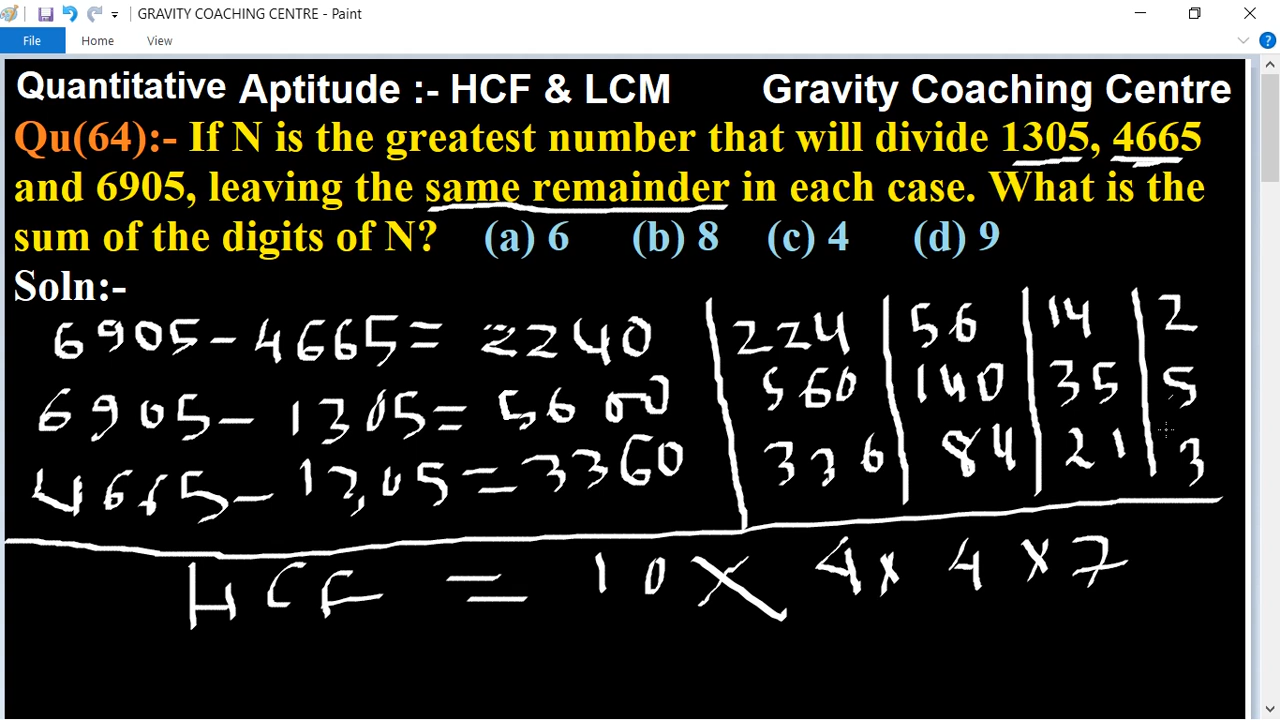 GRAVITY COACHING CENTRE - Paint
File Home View
Quantitative Aptitude :- HCF & LCM Gravity Coaching Centre
Qu(64):- If N is the greatest number that will divide 1305, 4665
and 6905, leaving the same remainder in each case. What is the
sum of the digits of N? (a) 6 (b) 8 (c) 4 (d) 9
Soln:-
6905 - 4665 = 2240 224 56 14 2
6905 - 1305 = 5600 560 140 35 5
4665 - 1305 = 3360 336 84 21 3
HCF = 10 × 4 × 4 × 7